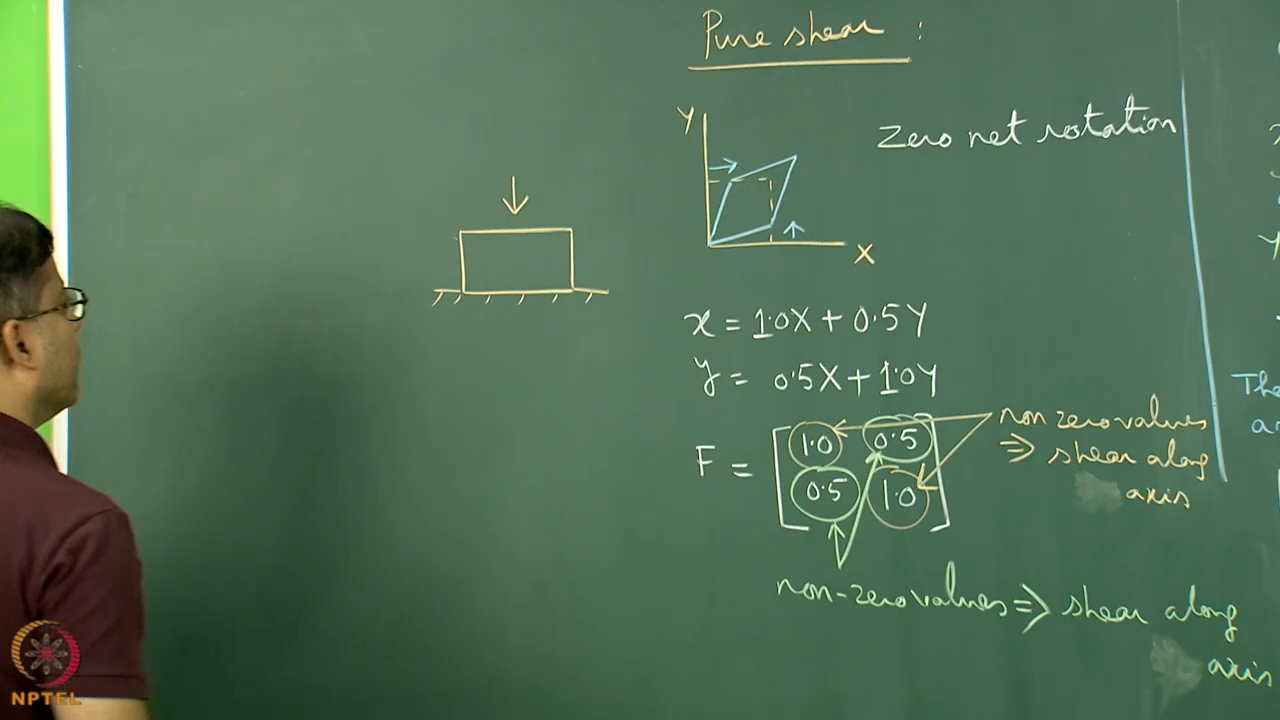 Pure shear :
Y
Zero net rotation
X
x = 1.0X + 0.5Y
y = 0.5X + 1.0Y
F = [1.0 0.5
0.5 1.0]
non zero values
⇒ shear along
axis
non-zero values ⇒ shear along
axis
The
NPTEL